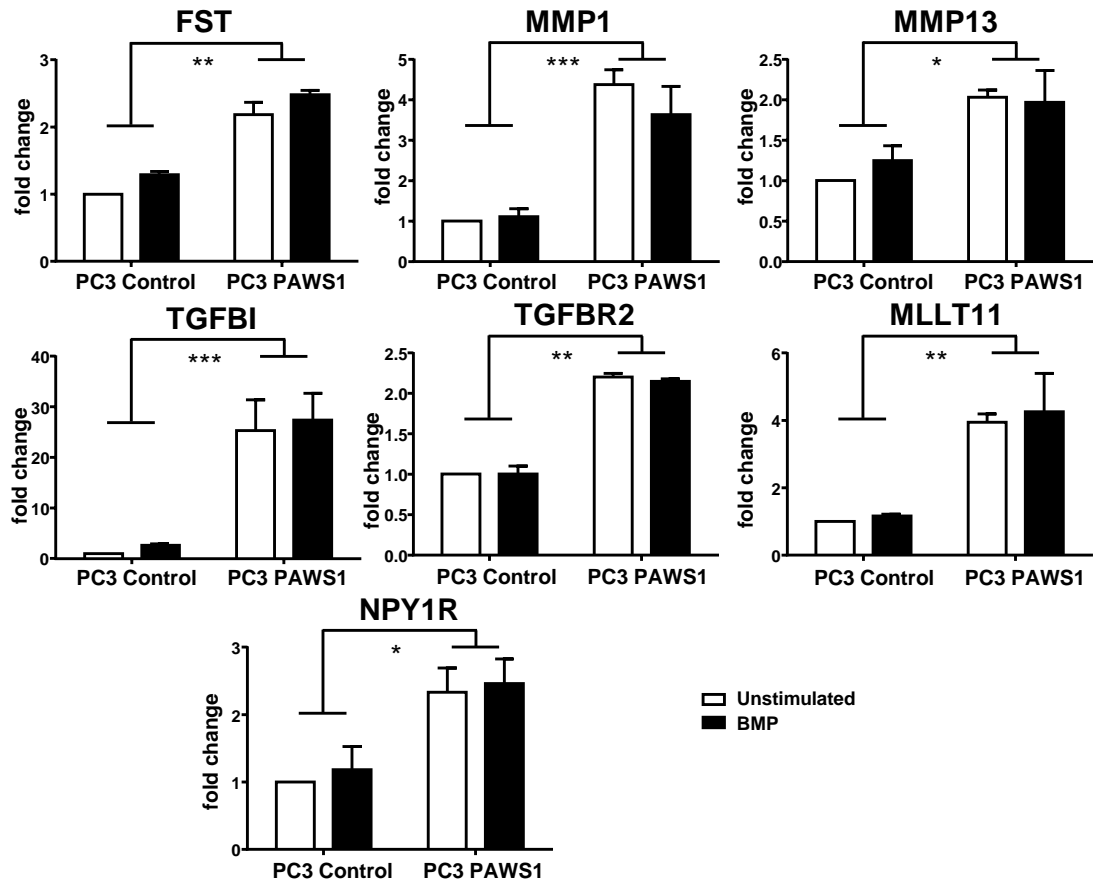 FST
fold change
3
2
1
0
**
PC3 Control PC3 PAWS1
MMP1
fold change
5
4
3
2
1
0
***
PC3 Control PC3 PAWS1
MMP13
fold change
2.5
2.0
1.5
1.0
0.5
0.0
*
PC3 Control PC3 PAWS1
TGFBI
fold change
40
30
20
10
0
***
PC3 Control PC3 PAWS1
TGFBR2
fold change
2.5
2.0
1.5
1.0
0.5
0.0
**
PC3 Control PC3 PAWS1
MLLT11
fold change
6
4
2
0
**
PC3 Control PC3 PAWS1
NPY1R
fold change
3
2
1
0
*
PC3 Control PC3 PAWS1
Unstimulated
BMP